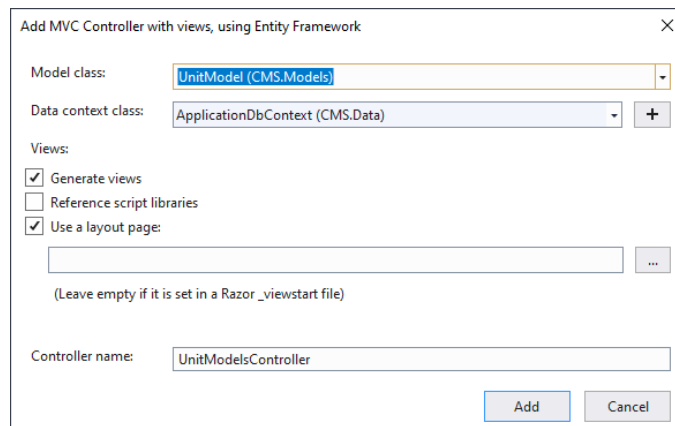 Add MVC Controller with views, using Entity Framework
Model class: UnitModel (CMS.Models)
Data context class: ApplicationDbContext (CMS.Data) +
Views:
Generate views
Reference script libraries
Use a layout page:
...
(Leave empty if it is set in a Razor _viewstart file)
Controller name: UnitModelsController
Add Cancel